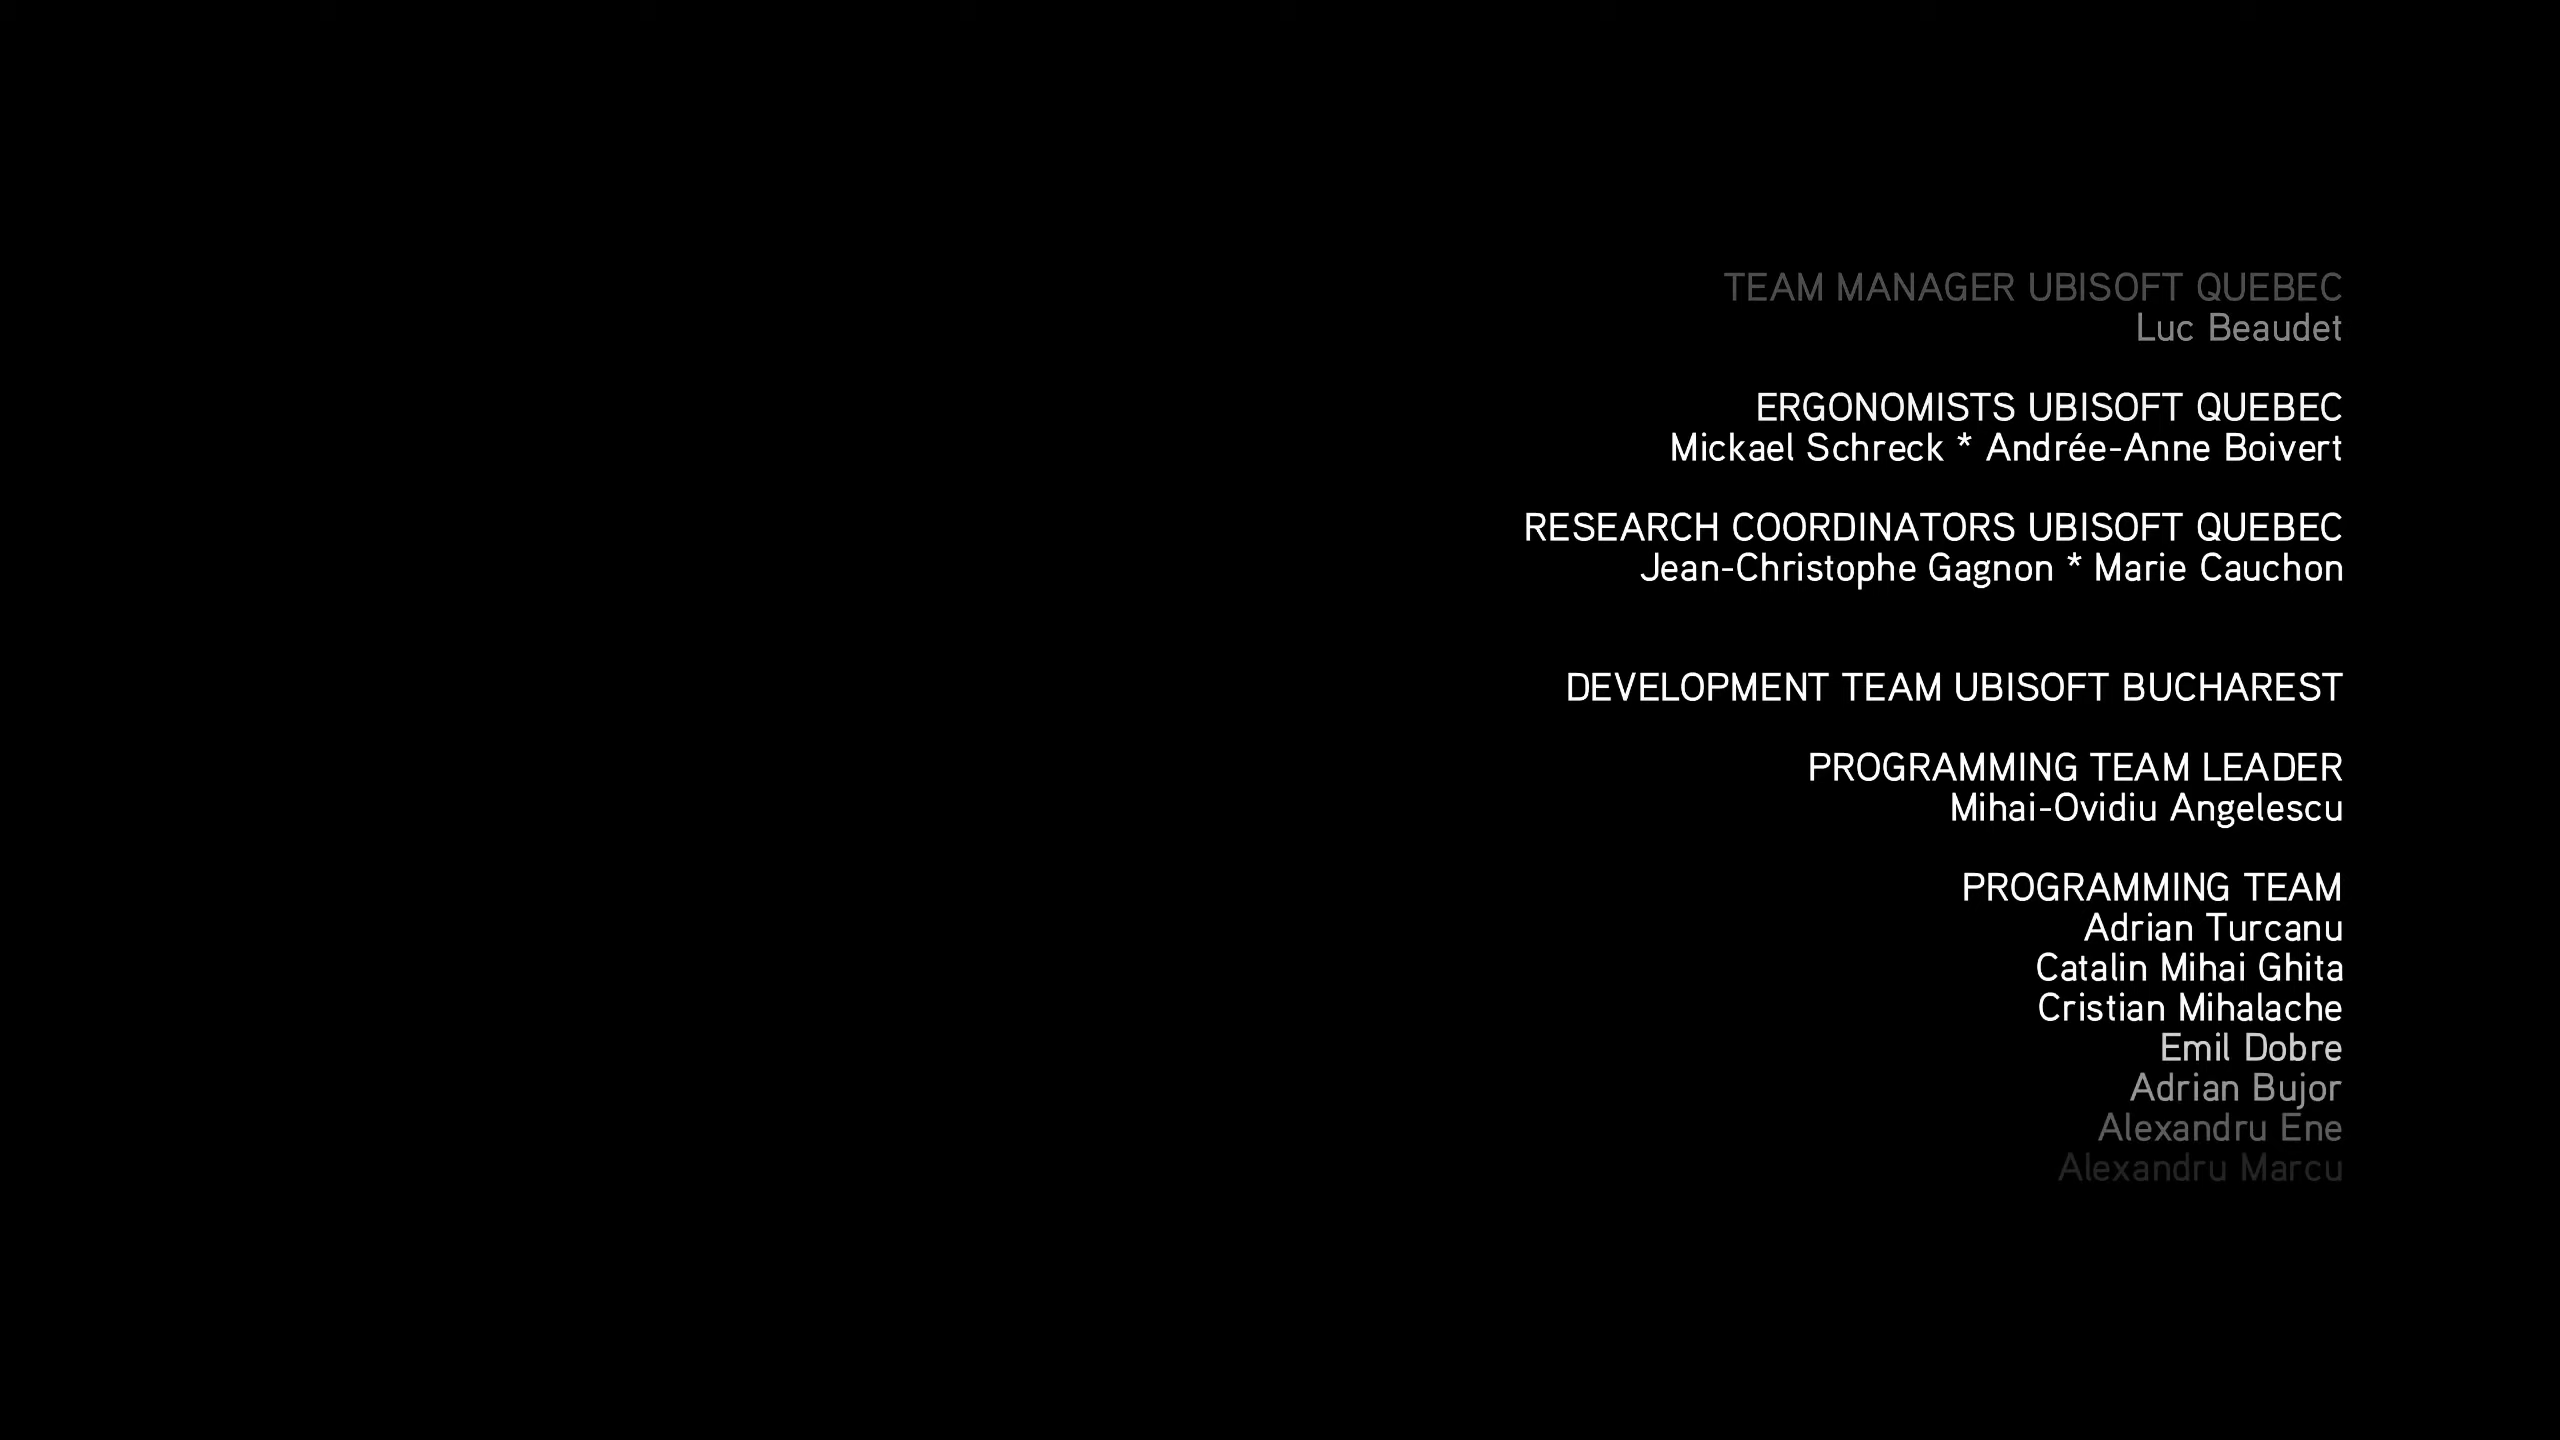 TEAM MANAGER UBISOFT QUEBEC
Luc Beaudet
ERGONOMISTS UBISOFT QUEBEC
Mickael Schreck * Andrée-Anne Boivert
RESEARCH COORDINATORS UBISOFT QUEBEC
Jean-Christophe Gagnon * Marie Cauchon
DEVELOPMENT TEAM UBISOFT BUCHAREST
PROGRAMMING TEAM LEADER
Mihai-Ovidiu Angelescu
PROGRAMMING TEAM
Adrian Turcanu
Catalin Mihai Ghita
Cristian Mihalache
Emil Dobre
Adrian Bujor
Alexandru Ene
Alexandru Marcu